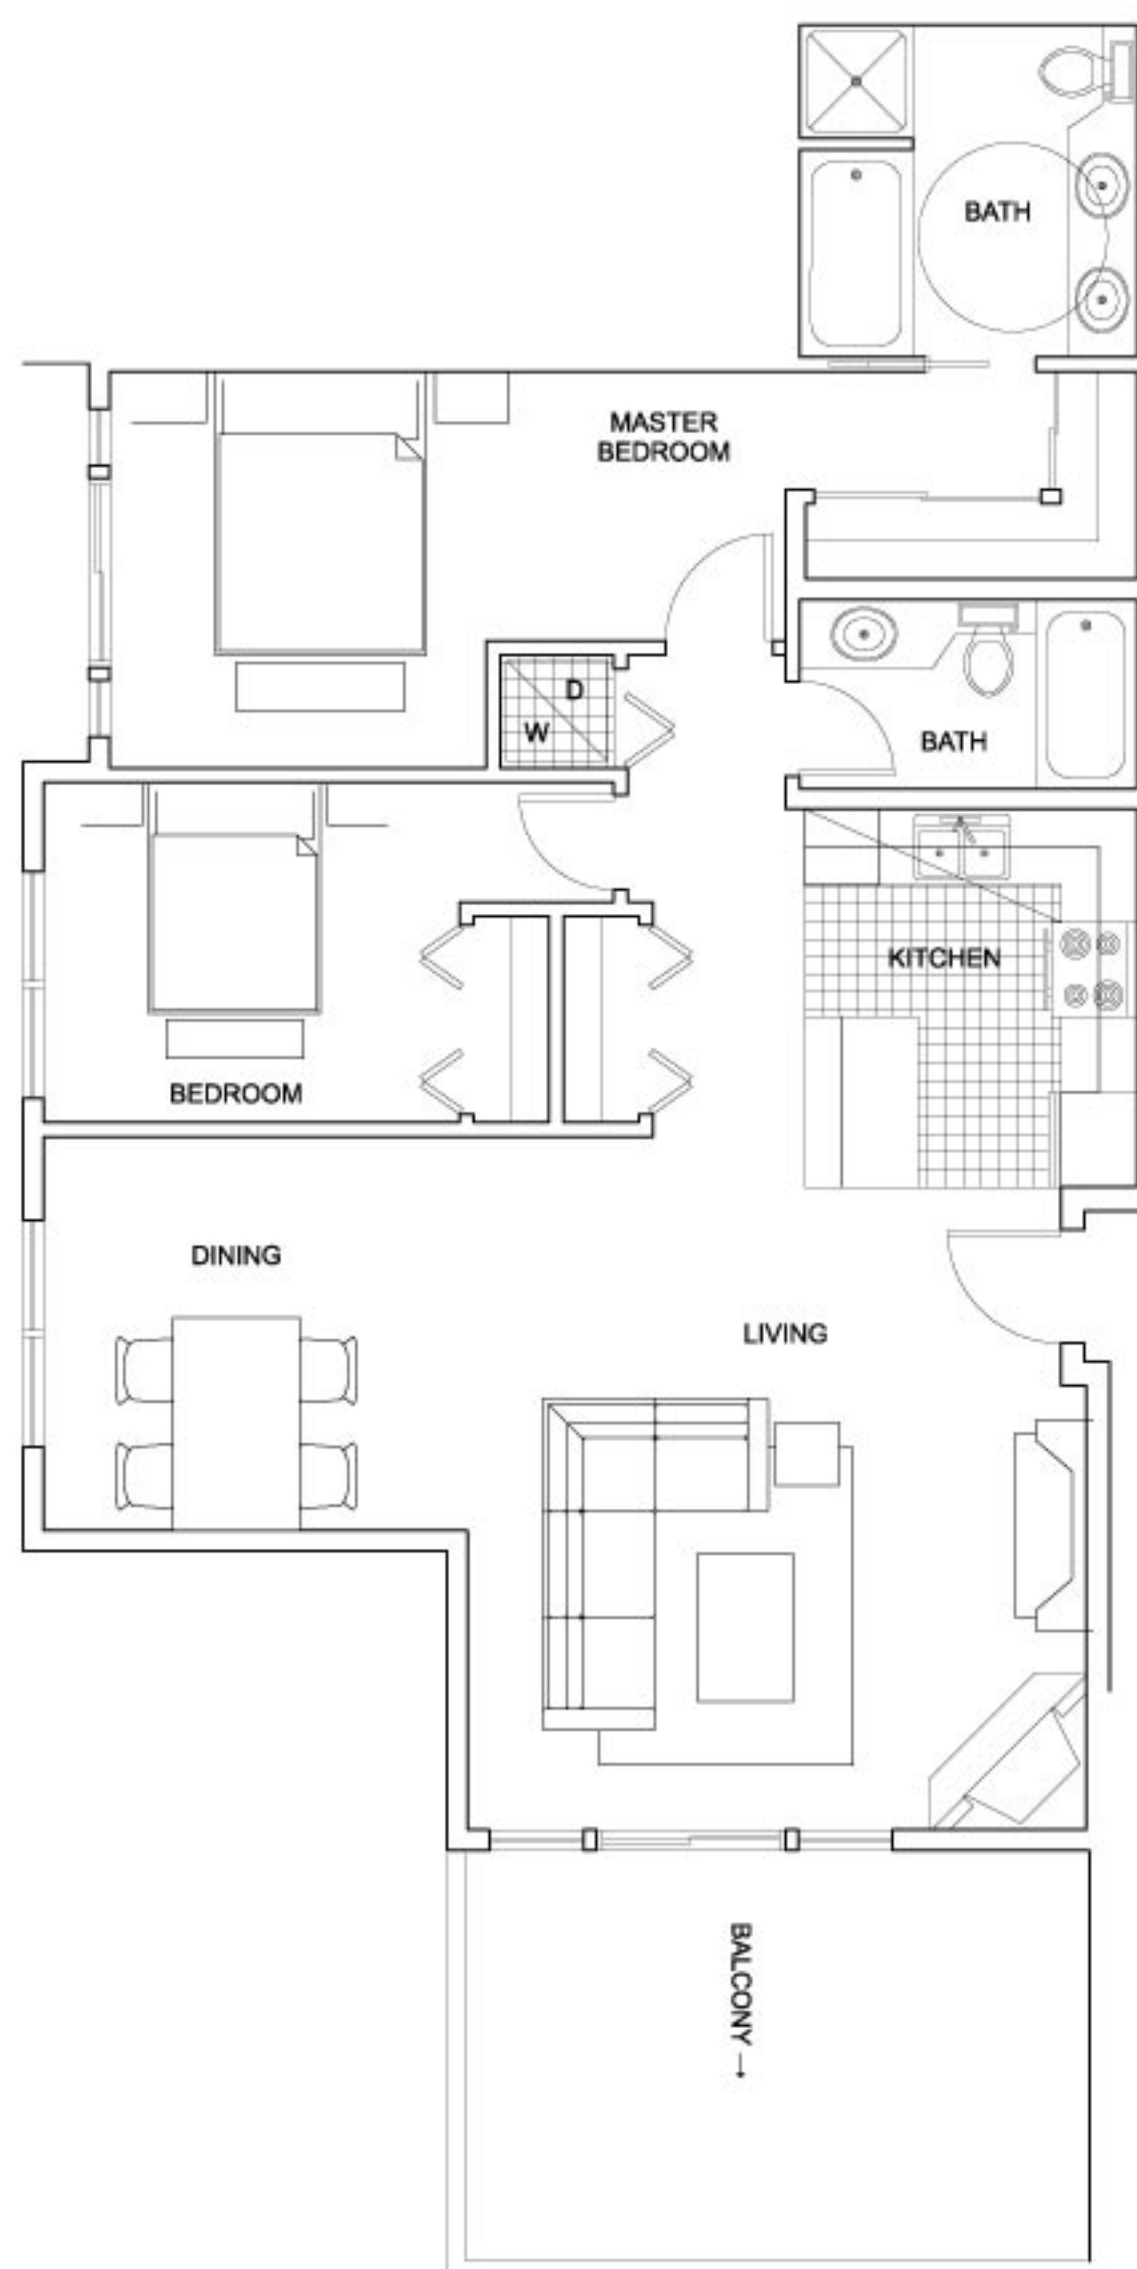 BATH
MASTER
BEDROOM
D
W
BATH
KITCHEN
BEDROOM
DINING
LIVING
BALCONY →